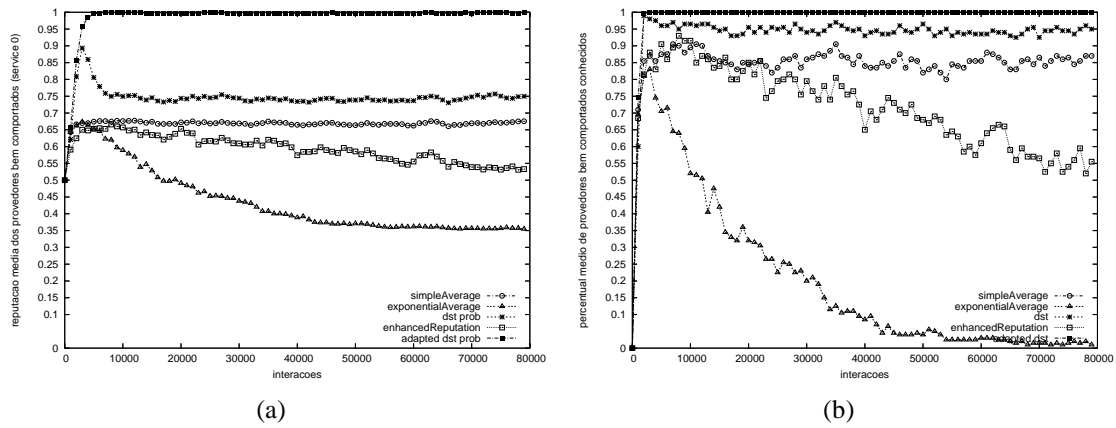 1
0.95
0.9
0.85
0.8
0.75
0.7
0.65
0.6
0.55
0.5
0.45
0.4
0.35
0.3
0.25
0.2
0.15
0.1
0.05
0
reputacao media dos provedores bem comportados (service 0)
simpleAverage
exponentialAverage
dst prob
enhancedReputation
adapted dst prob
0 10000 20000 30000 40000 50000 60000 70000 80000
interacoes
(a)
1
0.95
0.9
0.85
0.8
0.75
0.7
0.65
0.6
0.55
0.5
0.45
0.4
0.35
0.3
0.25
0.2
0.15
0.1
0.05
0
percentual medio de provedores bem comportados conhecidos
simpleAverage
exponentialAverage
dst
enhancedReputation
adapted dst
0 10000 20000 30000 40000 50000 60000 70000 80000
interacoes
(b)